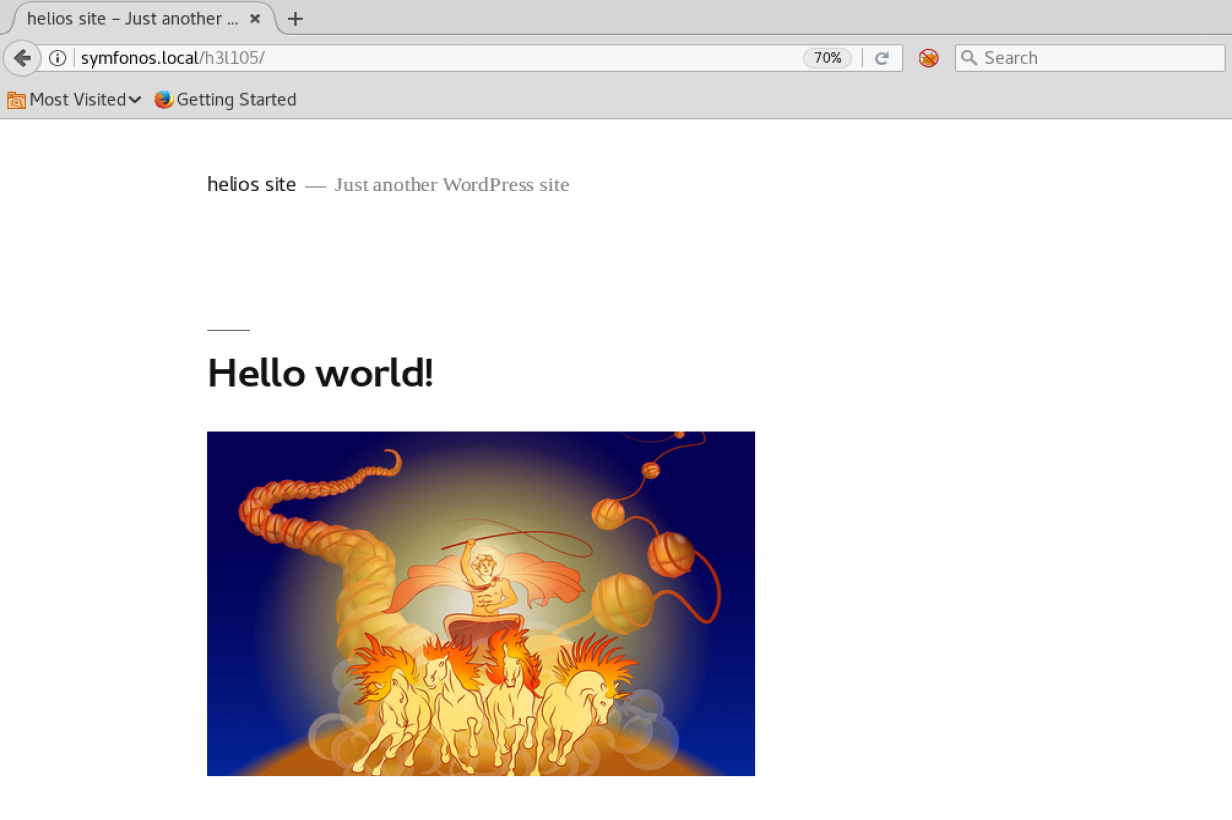 helios site – Just another ...
symfonos.local/h3l105/
70%
Search
Most Visited
Getting Started
helios site — Just another WordPress site
Hello world!